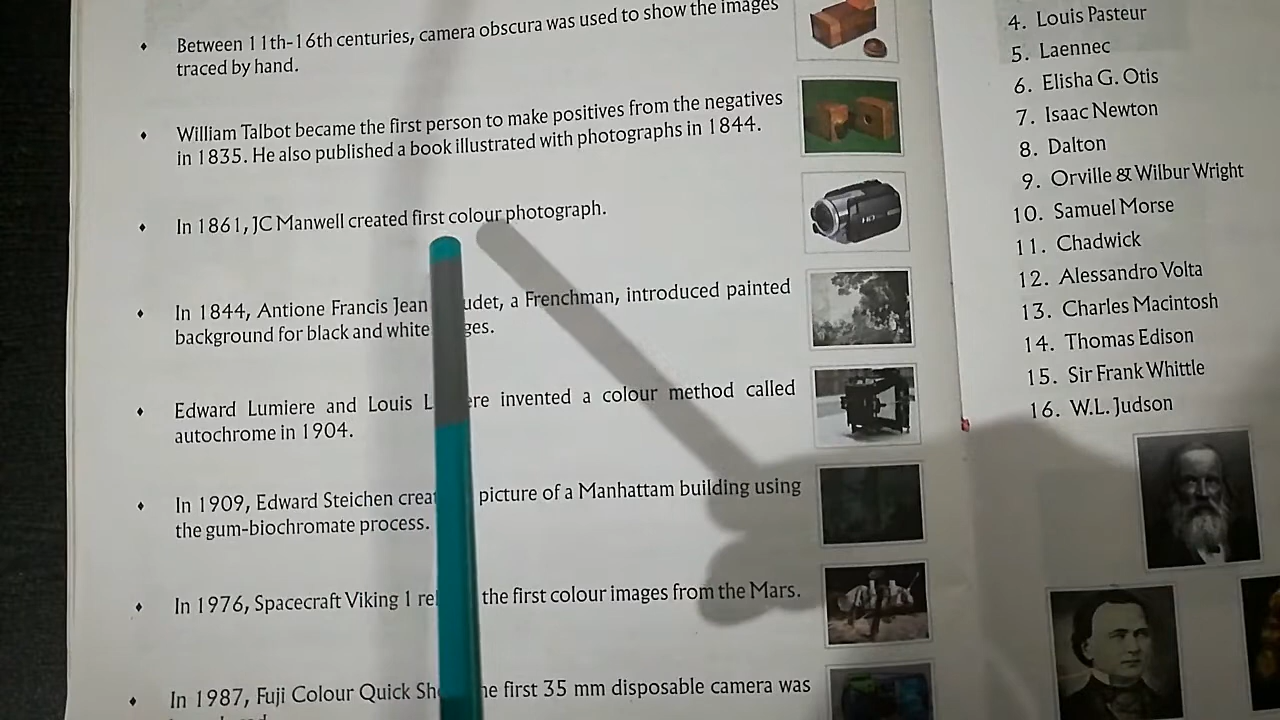 Between 11th-16th centuries, camera obscura was used to show the images
traced by hand.
William Talbot became the first person to make positives from the negatives
in 1835. He also published a book illustrated with photographs in 1844.
In 1861, JC Manwell created first colour photograph.
In 1844, Antione Francis Jean udet, a Frenchman, introduced painted
background for black and white ges.
Edward Lumiere and Louis L ere invented a colour method called
autochrome in 1904.
In 1909, Edward Steichen crea picture of a Manhattam building using
the gum-biochromate process.
In 1976, Spacecraft Viking 1 re the first colour images from the Mars.
In 1987, Fuji Colour Quick Sh he first 35 mm disposable camera was
4. Louis Pasteur
5. Laennec
6. Elisha G. Otis
7. Isaac Newton
8. Dalton
9. Orville & Wilbur Wright
10. Samuel Morse
11. Chadwick
12. Alessandro Volta
13. Charles Macintosh
14. Thomas Edison
15. Sir Frank Whittle
16. W.L. Judson